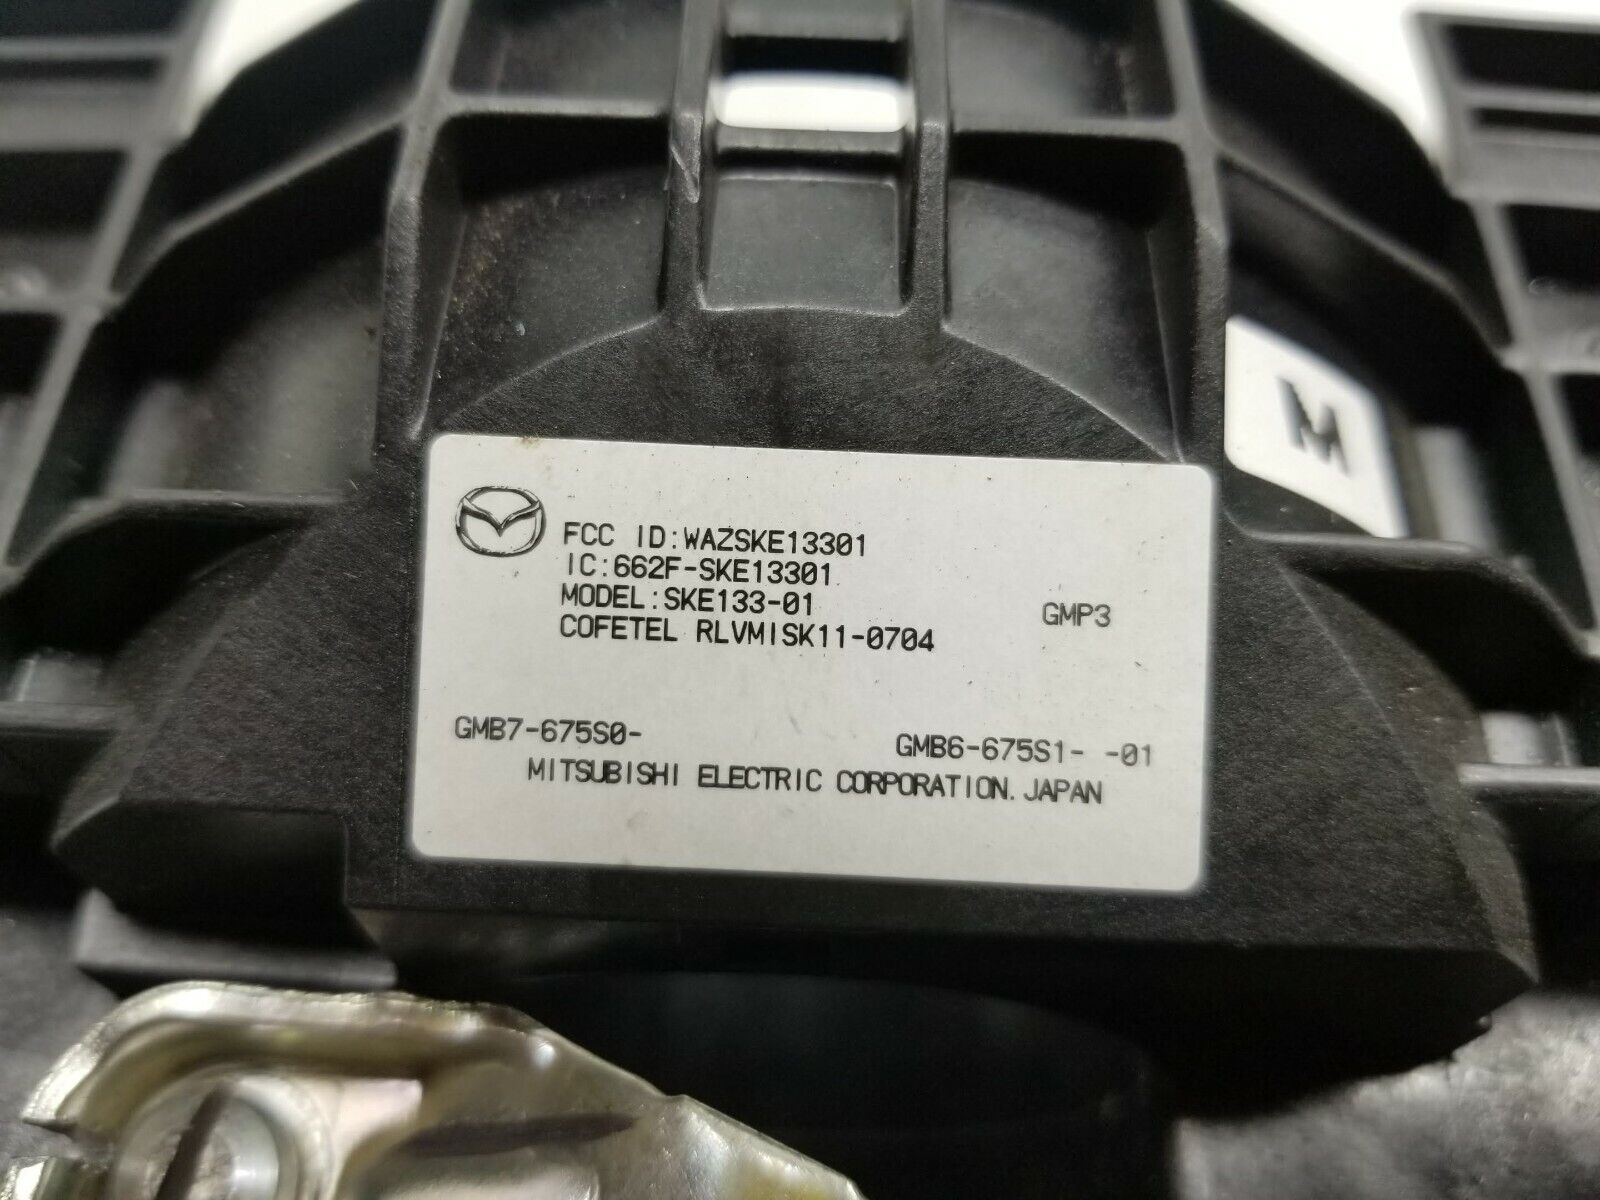 M
FCC ID:WAZSKE13301
IC:662F-SKE13301
MODEL:SKE133-01
GMP3
COFETEL RLVMISK11-0704
GMB7-675S0-
GMB6-675S1- -01
MITSUBISHI ELECTRIC CORPORATION. JAPAN